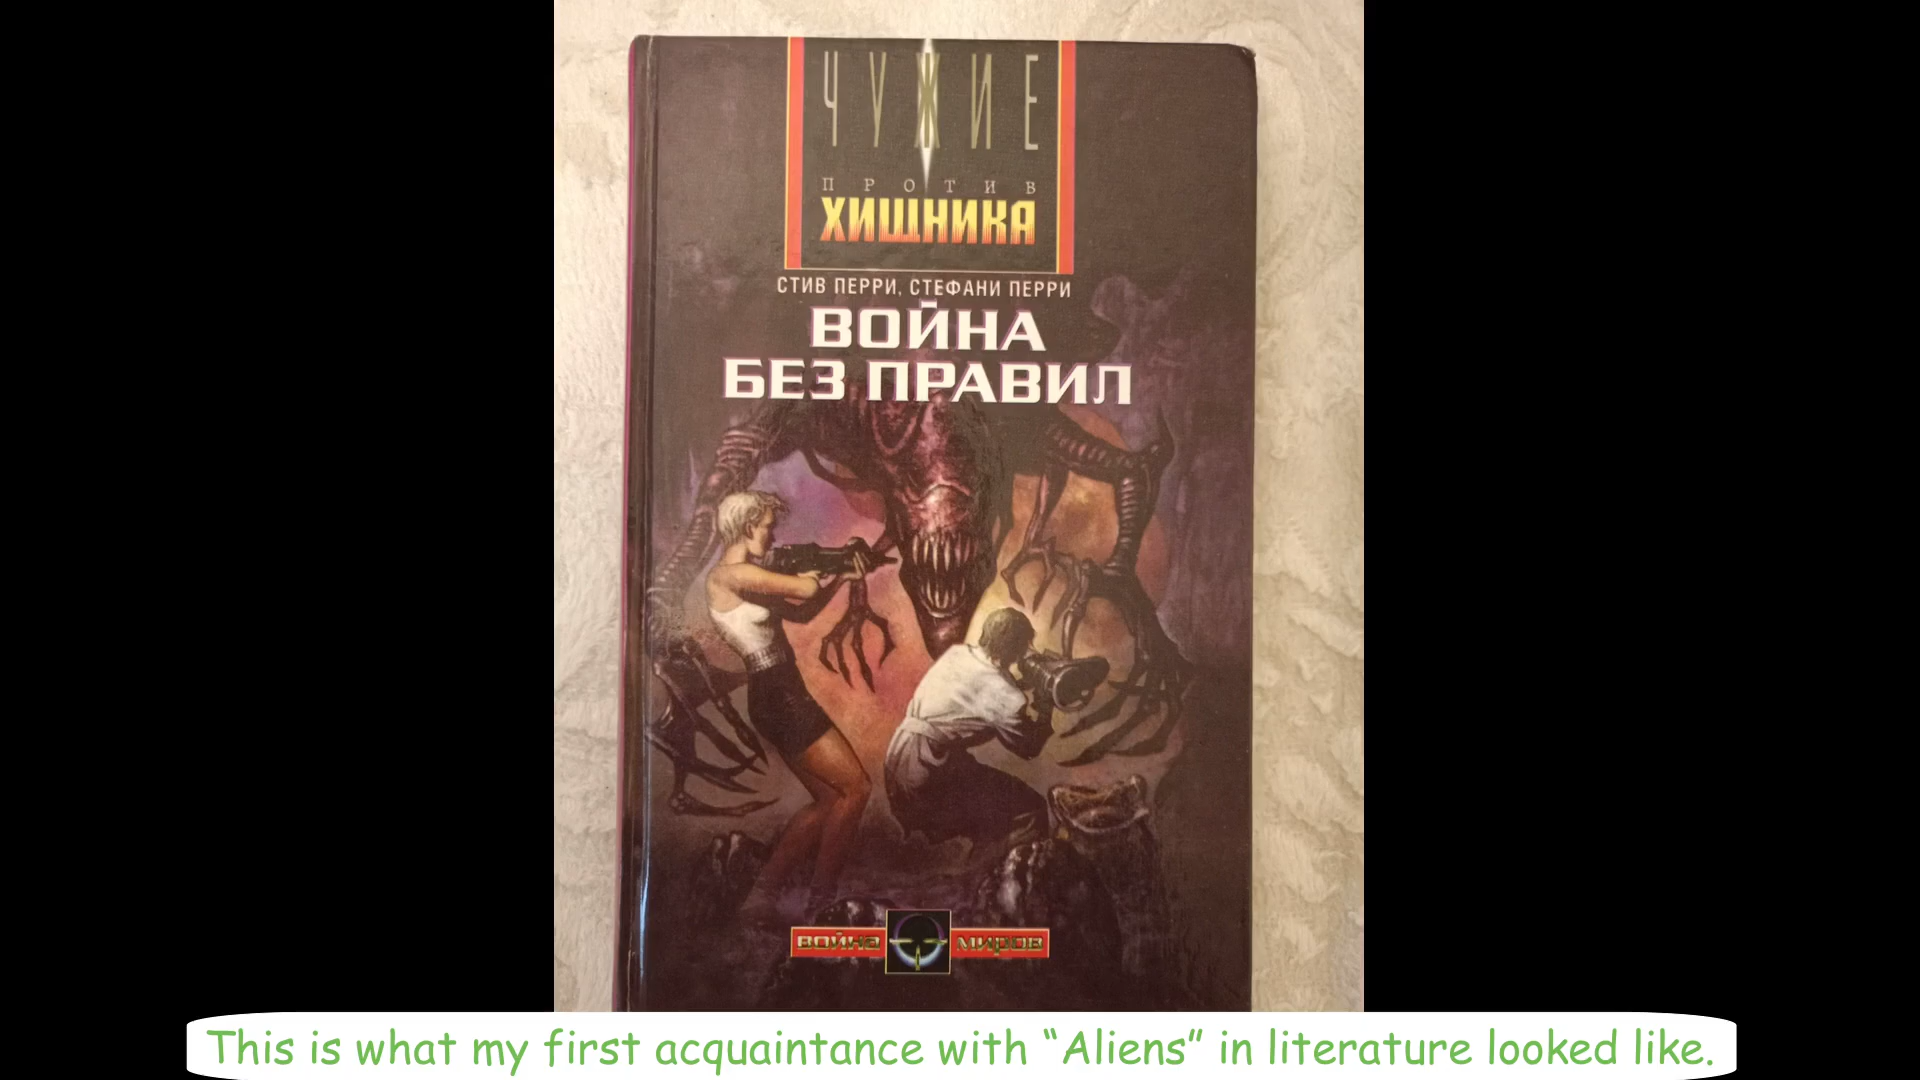 ЧУЖИЕ
ПРОТИВ
ХИЩНИКА
СТИВ ПЕРРИ, СТЕФАНИ ПЕРРИ
ВОЙНА
БЕЗ ПРАВИЛ
ВОЙНА МИРОВ
This is what my first acquaintance with “Aliens” in literature looked like.